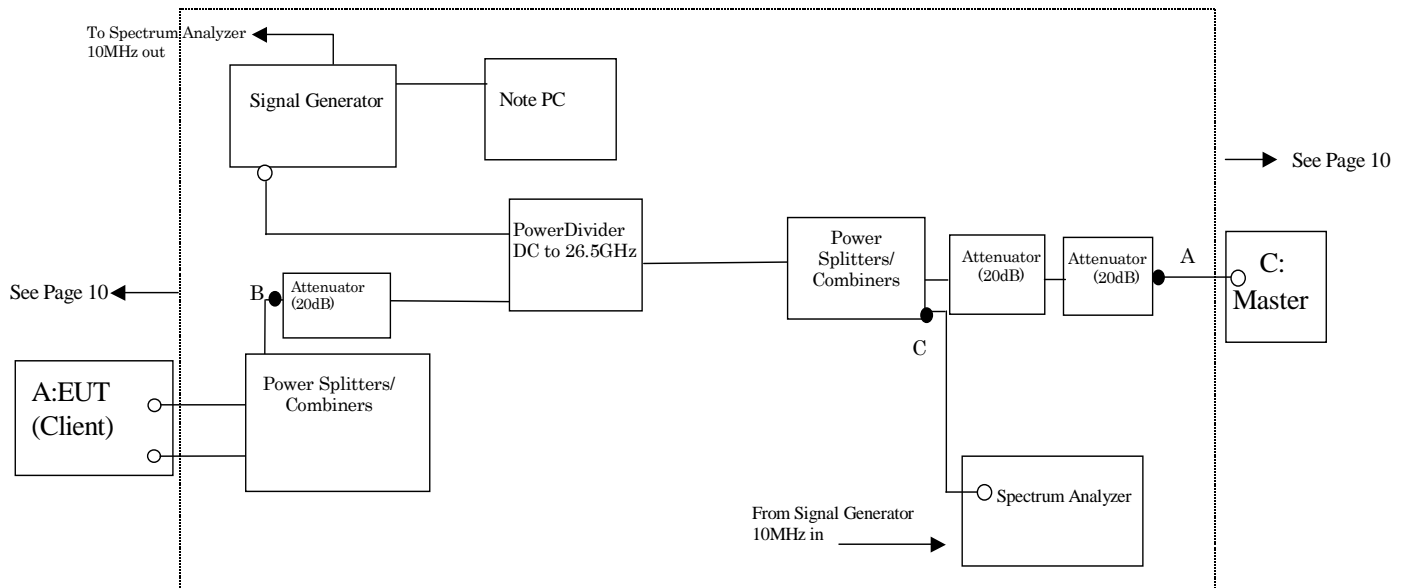 To Spectrum Analyzer
10MHz out
Signal Generator
Note PC
See Page 10
PowerDivider
DC to 26.5GHz
Power
Splitters/
Combiners
Attenuator
(20dB)
Attenuator
(20dB)
A
C:
Master
See Page 10
B
Attenuator
(20dB)
C
A:EUT
(Client)
Power Splitters/
Combiners
Spectrum Analyzer
From Signal Generator
10MHz in